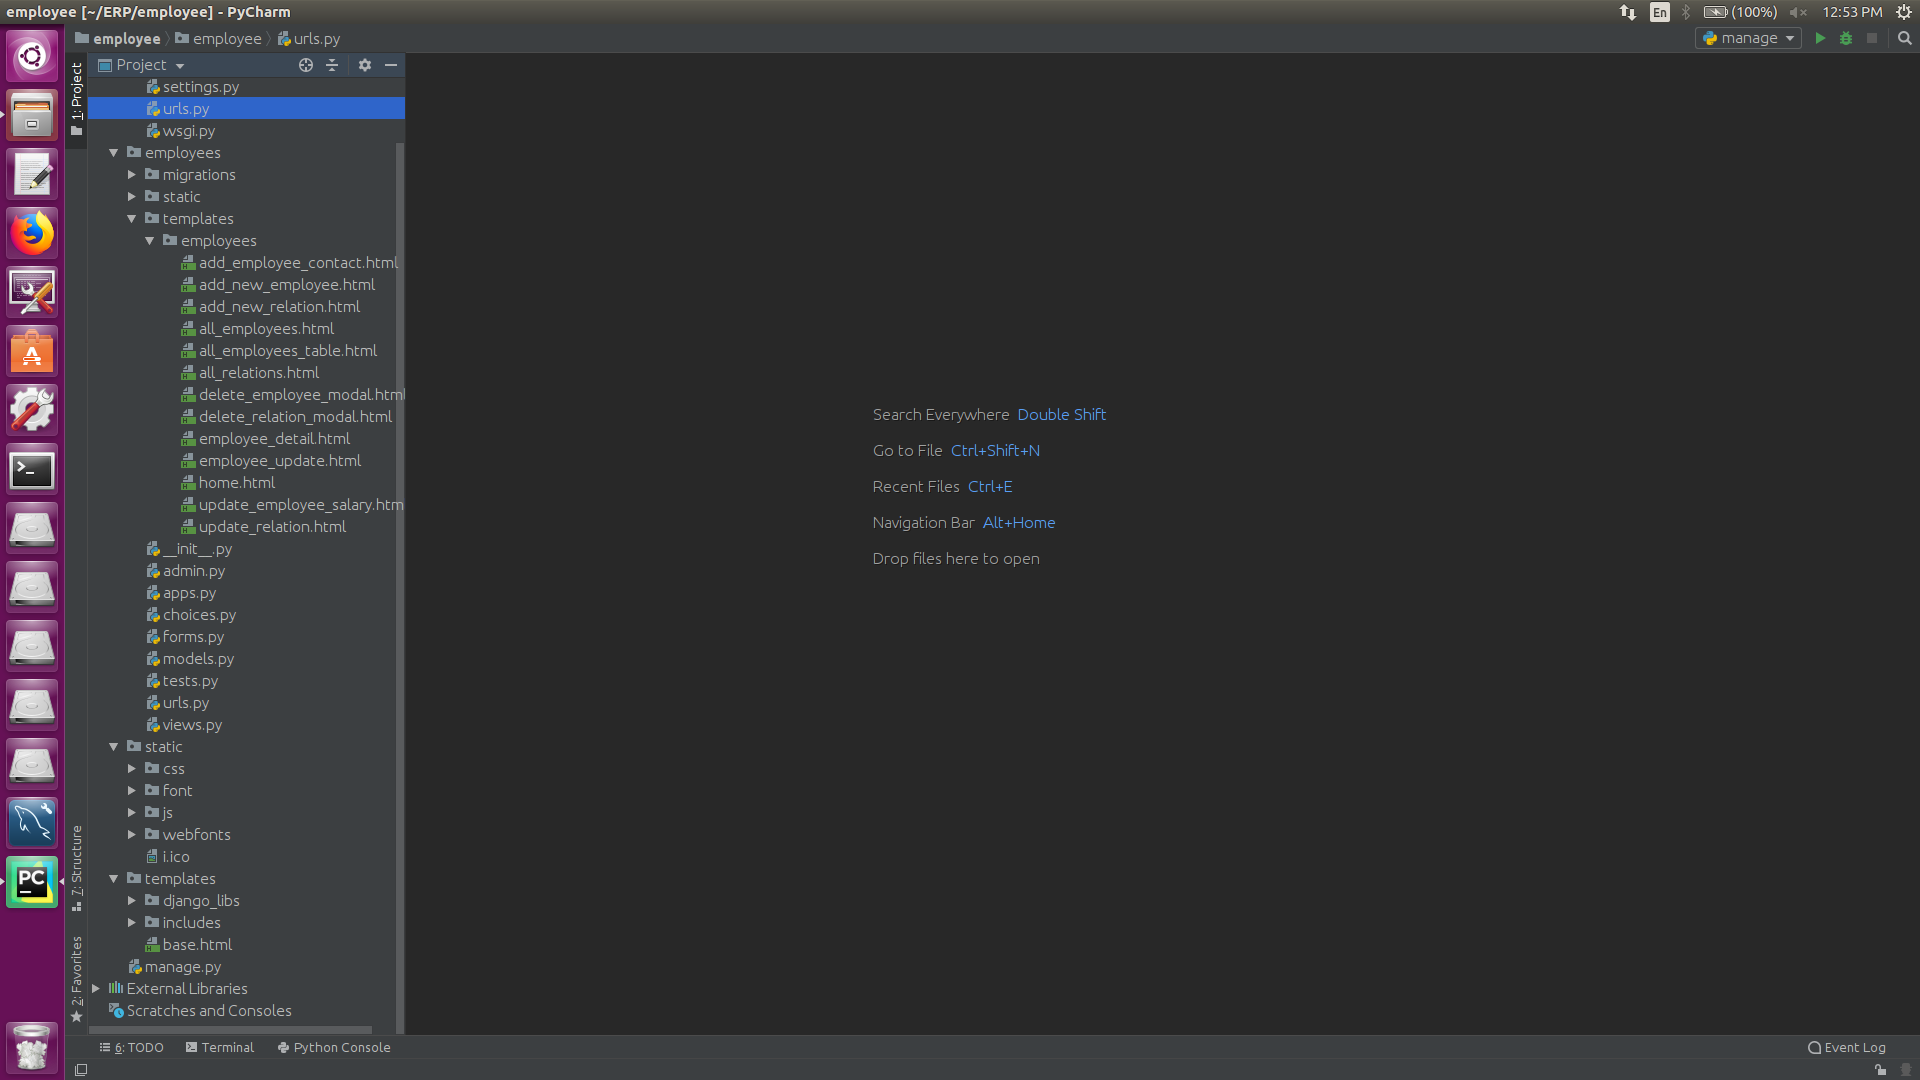 employee [~/ERP/employee] - PyCharm
En
(100%)
12:53 PM
employee
employee
urls.py
manage
1: Project
Project
settings.py
urls.py
wsgi.py
employees
migrations
static
templates
employees
add_employee_contact.html
add_new_employee.html
add_new_relation.html
all_employees.html
all_employees_table.html
all_relations.html
delete_employee_modal.html
delete_relation_modal.html
employee_detail.html
employee_update.html
home.html
update_employee_salary.htm
update_relation.html
__init__.py
admin.py
apps.py
choices.py
forms.py
models.py
tests.py
urls.py
views.py
static
css
font
js
webfonts
i.ico
templates
django_libs
includes
base.html
manage.py
External Libraries
Scratches and Consoles
Search Everywhere Double Shift
Go to File Ctrl+Shift+N
Recent Files Ctrl+E
Navigation Bar Alt+Home
Drop files here to open
PC
7: Structure
2: Favorites
6: TODO
Terminal
Python Console
Event Log